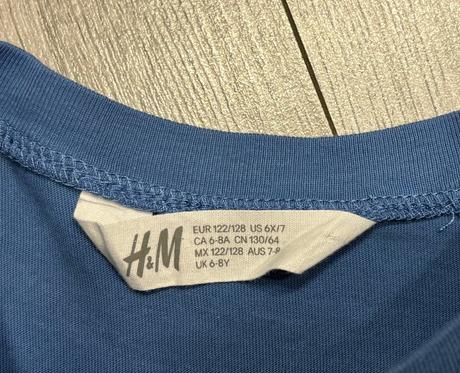 H&M
EUR 122/128 US 6X/7
CA 6-8A CN 130/64
MX 122/128 AUS 7-8
UK 6-8Y